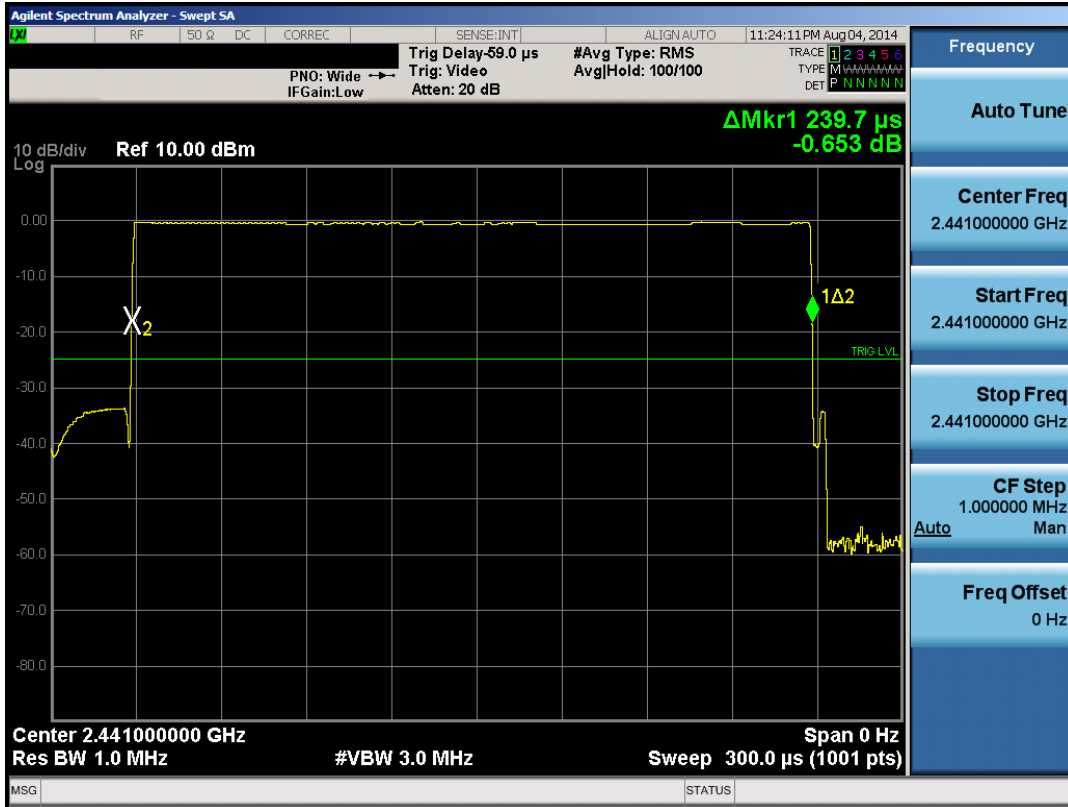 Agilent Spectrum Analyzer - Swept SA
LXI RF 50 Ω DC CORREC SENSE:INT ALIGN AUTO 11:24:11 PM Aug 04, 2014
Trig Delay-59.0 µs #Avg Type: RMS TRACE 1 2 3 4 5 6
PNO: Wide Trig: Video Avg|Hold: 100/100 TYPE M WWWWW
IFGain:Low Atten: 20 dB DET P N N N N N
ΔMkr1 239.7 µs
-0.653 dB
10 dB/div Ref 10.00 dBm
Log
0.00
-10.0
-20.0
-30.0
-40.0
-50.0
-60.0
-70.0
-80.0
2
1Δ2
TRIG LVL
Center 2.441000000 GHz Span 0 Hz
Res BW 1.0 MHz #VBW 3.0 MHz Sweep 300.0 µs (1001 pts)
MSG STATUS
Frequency
Auto Tune
Center Freq
2.441000000 GHz
Start Freq
2.441000000 GHz
Stop Freq
2.441000000 GHz
CF Step
1.000000 MHz
Auto Man
Freq Offset
0 Hz